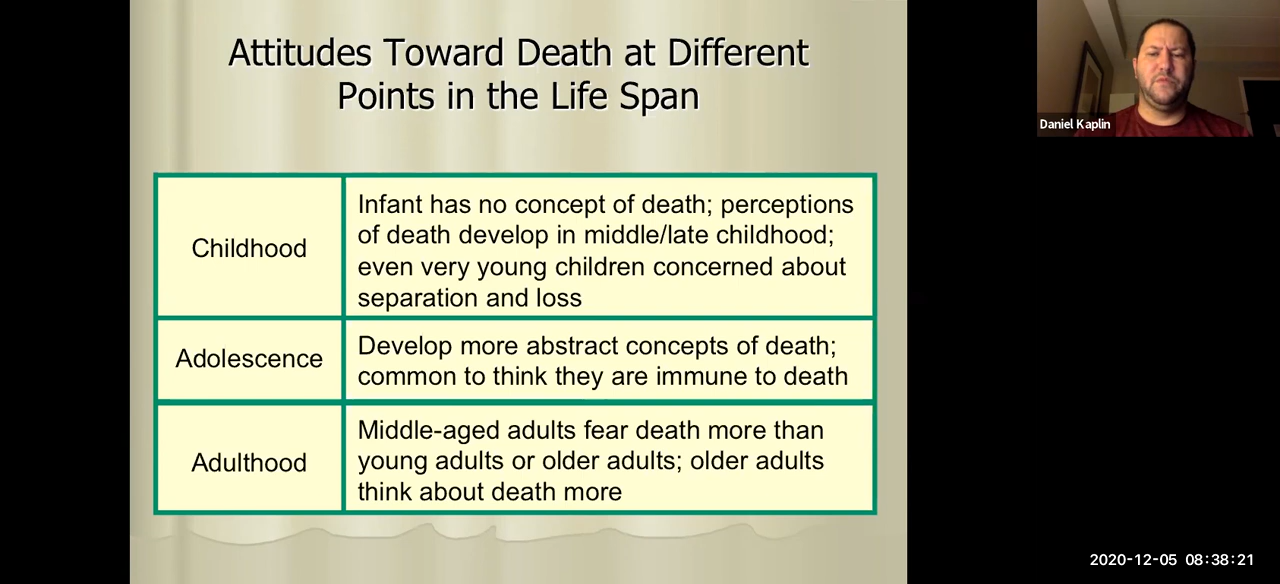 Attitudes Toward Death at Different
Points in the Life Span
Daniel Kaplin
Childhood
Infant has no concept of death; perceptions
of death develop in middle/late childhood;
even very young children concerned about
separation and loss
Adolescence
Develop more abstract concepts of death;
common to think they are immune to death
Adulthood
Middle-aged adults fear death more than
young adults or older adults; older adults
think about death more
2020-12-05 08:38:21